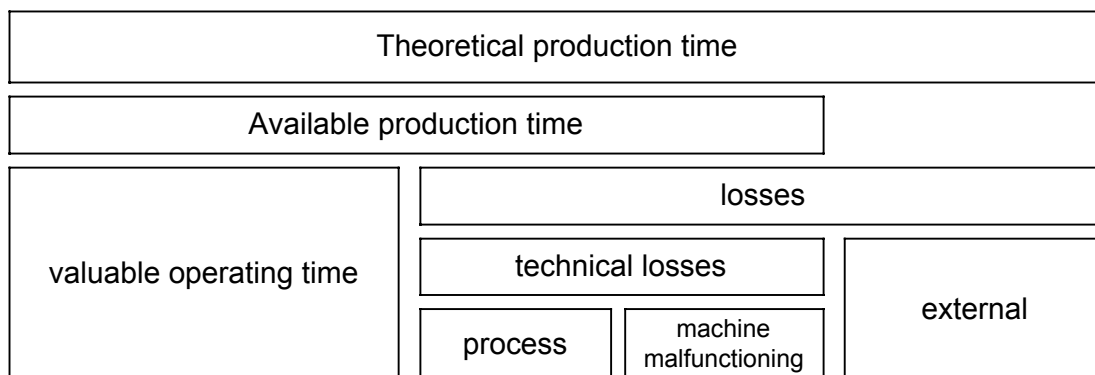 Theoretical production time
Available production time
losses
valuable operating time
technical losses
external
process
machine
malfunctioning